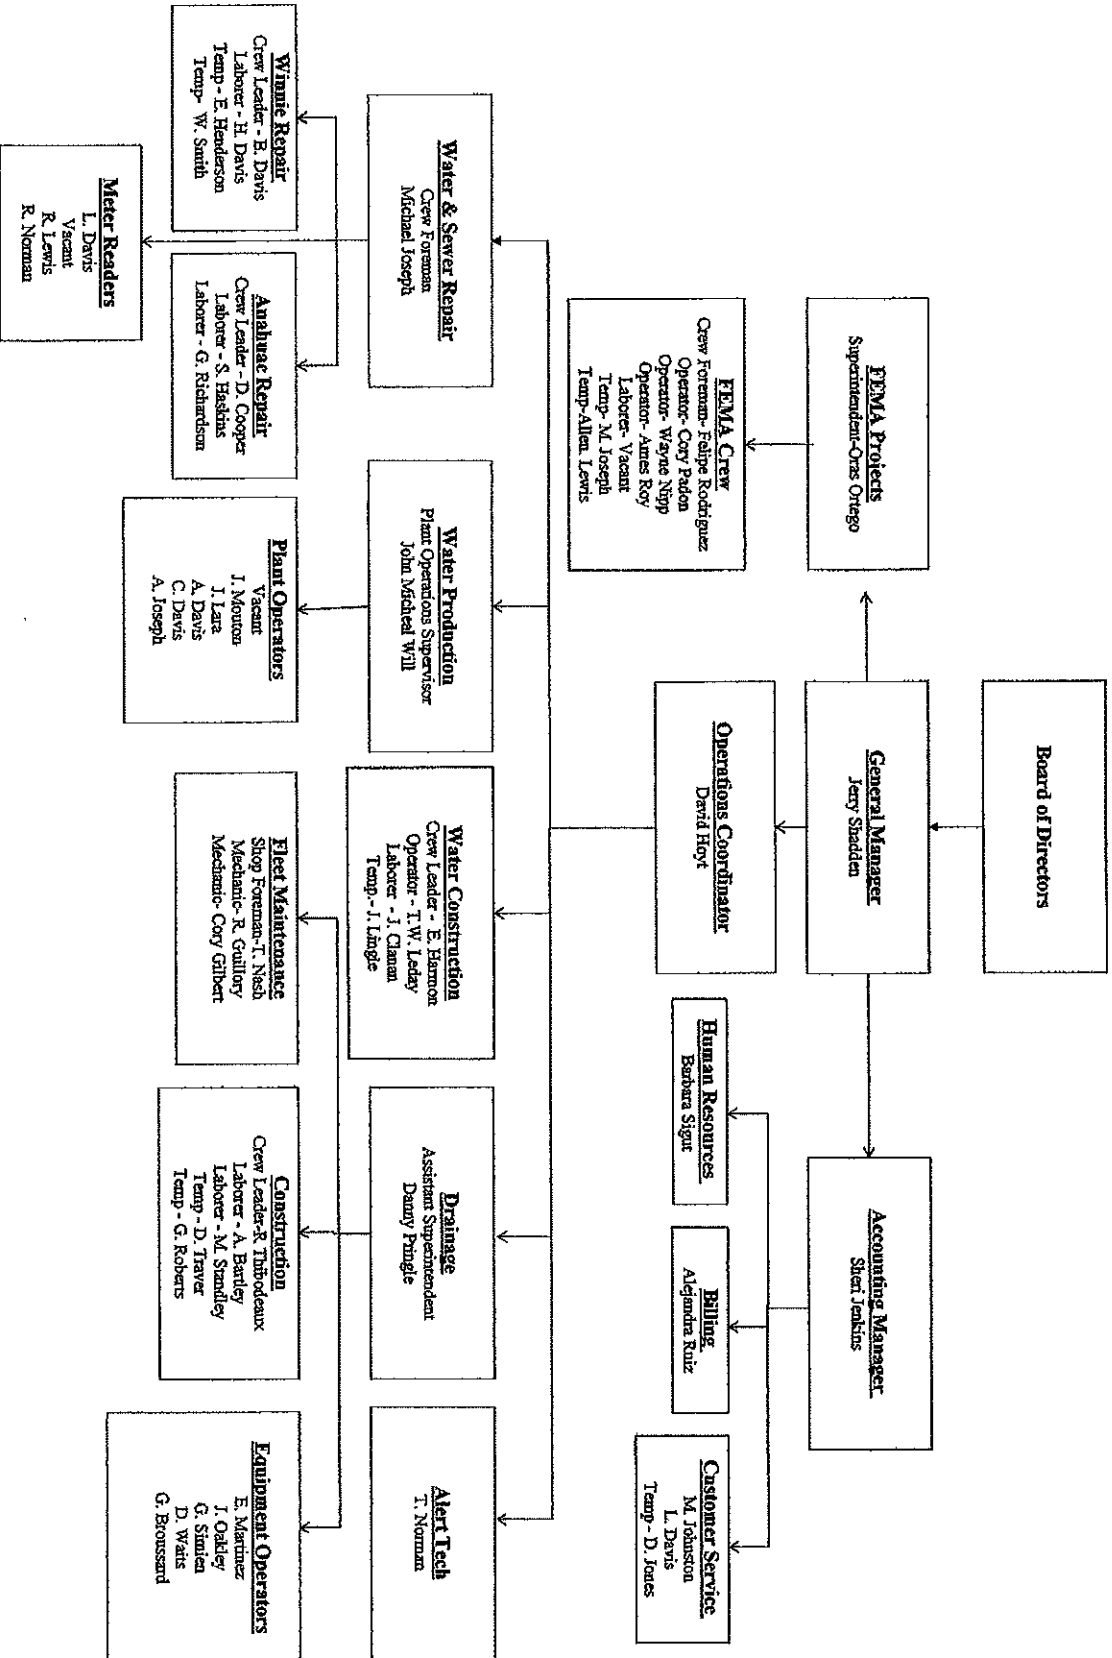 Board of Directors
General Manager
Jerry Shadden
FEMA Projects
Superintendent-Oras Ortego
Accounting Manager
Sheri Jenkins
FEMA Crew
Crew Foreman- Felipe Rodriguez
Operator- Cory Padon
Operator- Wayne Nipp
Operator- Ames Roy
Laborer- Vacant
Temp- M. Joseph
Temp-Allen Lewis
Operations Coordinator
David Hoyt
Human Resources
Barbara Sigut
Billing
Alejandra Ruiz
Customer Service
M. Johnston
L. Davis
Temp - D. Jones
Water & Sewer Repair
Crew Foreman
Michael Joseph
Water Production
Plant Operations Supervisor
John Micheal Will
Water Construction
Crew Leader - E. Harmon
Operator - T.W. Leday
Laborer - J. Clanan
Temp.- J. Lingle
Drainage
Assistant Superintendent
Danny Pringle
Alert Tech
T. Norman
Winnie Repair
Crew Leader - B. Davis
Laborer - H. Davis
Temp - E. Henderson
Temp- W. Smith
Anahuac Repair
Crew Leader - D. Cooper
Laborer - S. Haskins
Laborer - G. Richardson
Plant Operators
Vacant
J. Mouton
J. Lara
A. Davis
C. Davis
A. Joseph
Fleet Maintenance
Shop Foreman-T. Nash
Mechanic- R. Guillory
Mechanic- Cory Gilbert
Construction
Crew Leader-R Thibodeaux
Laborer - A. Bartley
Laborer - M. Standley
Temp - D. Traver
Temp - G. Roberts
Equipment Operators
E. Martinez
J. Oakley
G. Simien
D. Waits
G. Broussard
Meter Readers
L. Davis
Vacant
R. Lewis
R. Norman